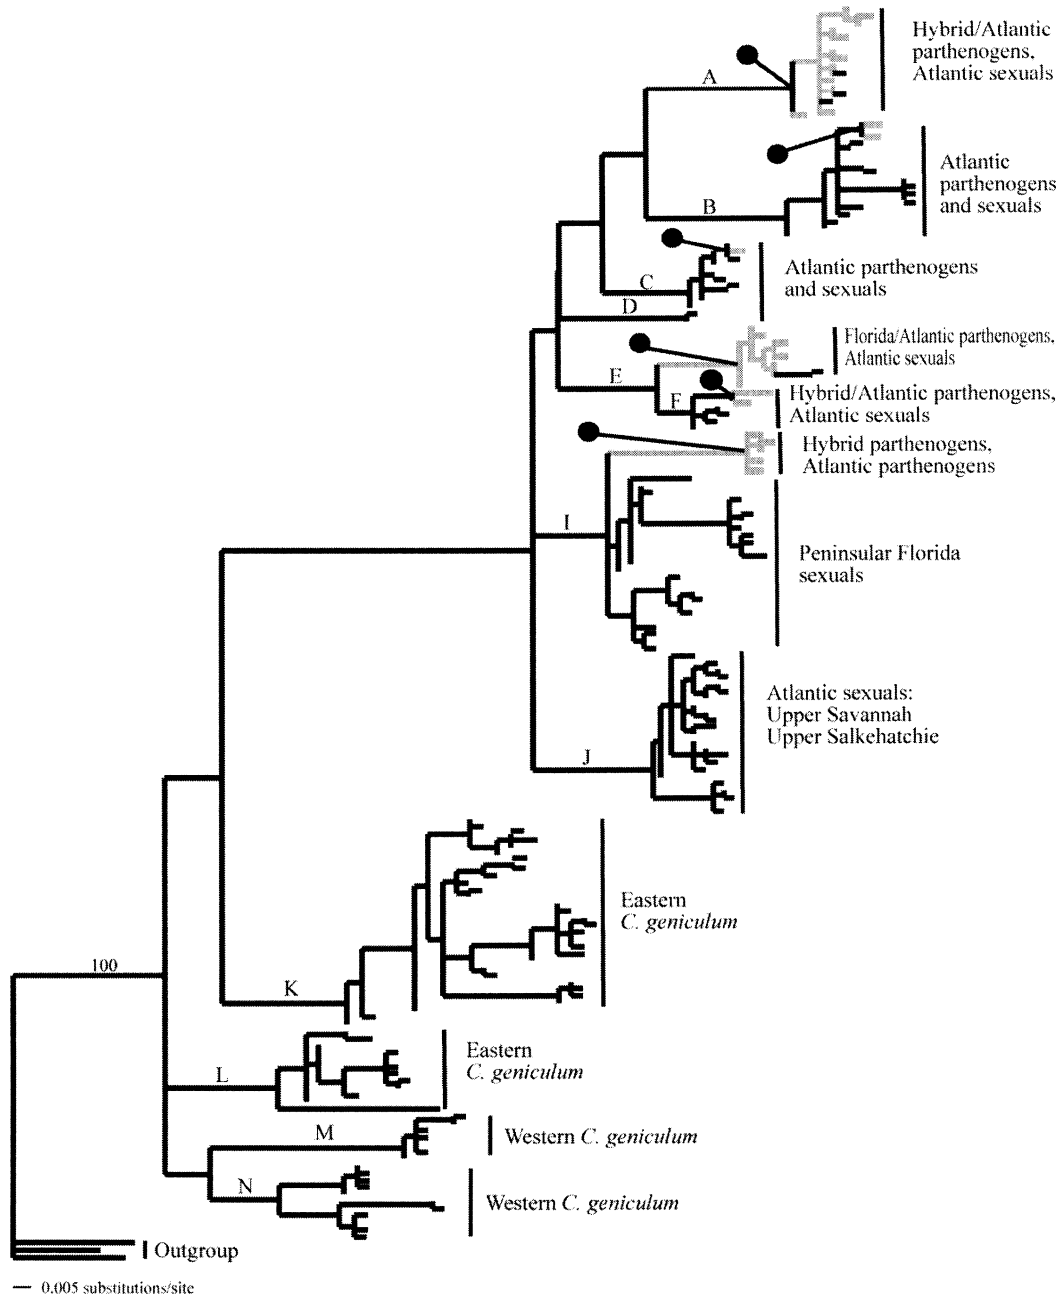 Hybrid/Atlantic
parthenogens,
Atlantic sexuals
A
Atlantic
parthenogens
and sexuals
B
Atlantic parthenogens
and sexuals
C
D
Florida/Atlantic parthenogens,
Atlantic sexuals
E
Hybrid/Atlantic parthenogens,
Atlantic sexuals
F
Hybrid parthenogens,
Atlantic parthenogens
I
Peninsular Florida
sexuals
Atlantic sexuals:
Upper Savannah
Upper Salkehatchie
J
Eastern
C. geniculum
100
K
Eastern
C. geniculum
L
M
Western C. geniculum
N
Western C. geniculum
Outgroup
0.005 substitutions/site